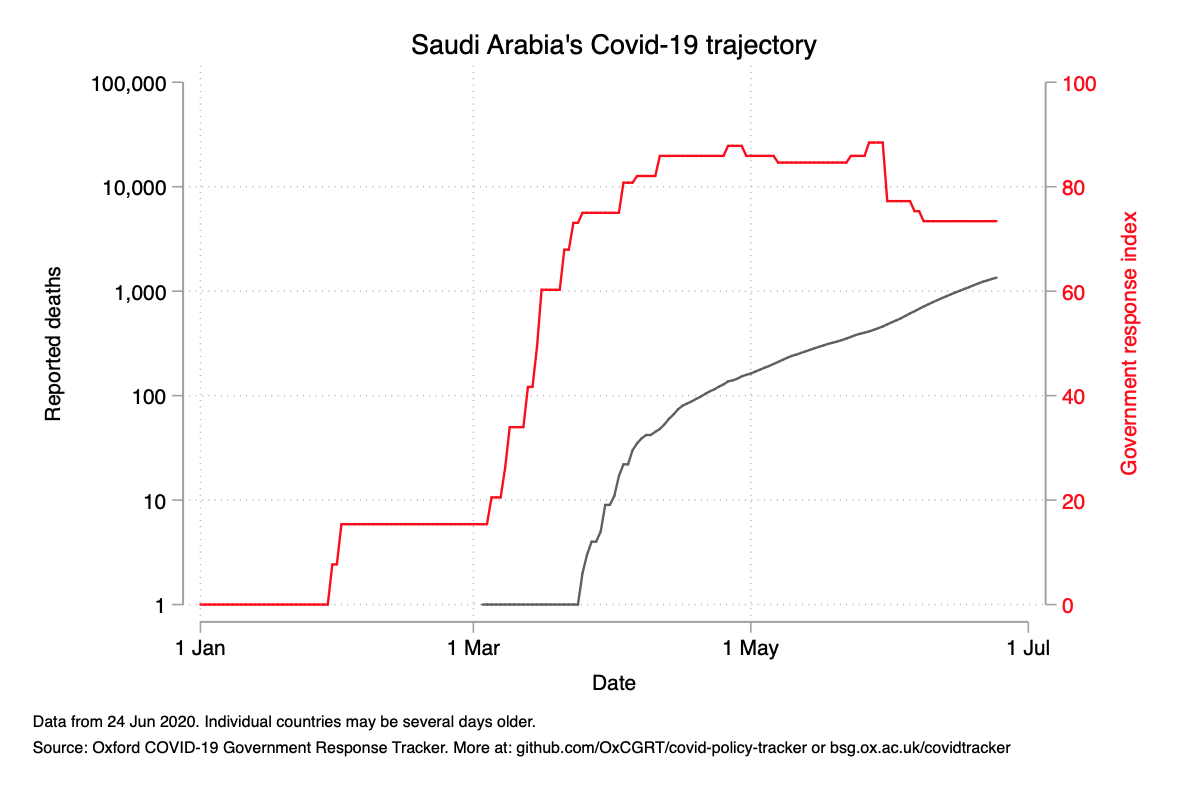 Saudi Arabia's Covid-19 trajectory
100,000
10,000
1,000
100
10
1
Reported deaths
100
80
60
40
20
0
Government response index
1 Jan
1 Mar
1 May
1 Jul
Date
Data from 24 Jun 2020. Individual countries may be several days older.
Source: Oxford COVID-19 Government Response Tracker. More at: github.com/OxCGRT/covid-policy-tracker or bsg.ox.ac.uk/covidtracker